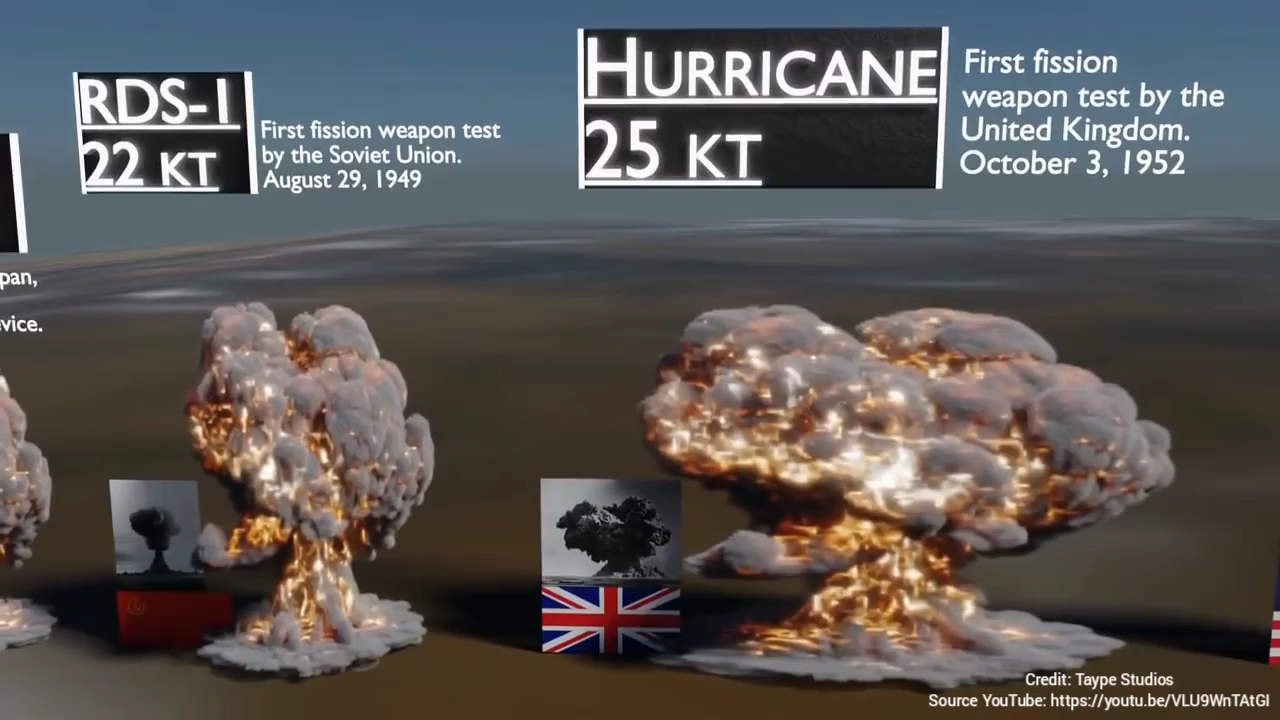 pan,
vice.
RDS-1
22 KT
First fission weapon test
by the Soviet Union.
August 29, 1949
HURRICANE
25 KT
First fission
weapon test by the
United Kingdom.
October 3, 1952
Credit: Taype Studios
Source YouTube: https://youtu.be/VLU9WnTAtGI